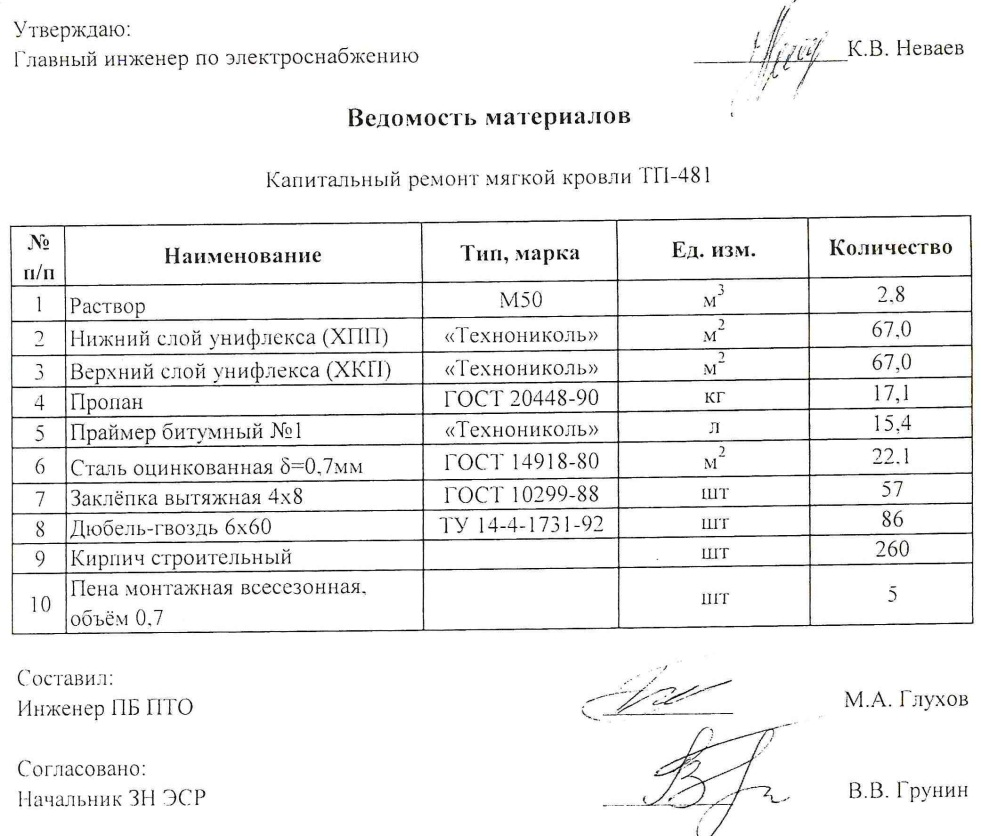 Утверждаю:
Главный инженер по электроснабжению К.В. Неваев
Ведомость материалов
Капитальный ремонт мягкой кровли ТП-481
№ п/п Наименование Тип, марка Ед. изм. Количество
1 Раствор М50 м³ 2,8
2 Нижний слой унифлекса (ХПП) «Технониколь» м² 67,0
3 Верхний слой унифлекса (ХКП) «Технониколь» м² 67,0
4 Пропан ГОСТ 20448-90 кг 17,1
5 Праймер битумный №1 «Технониколь» л 15,4
6 Сталь оцинкованная δ=0,7мм ГОСТ 14918-80 м² 22,1
7 Заклёпка вытяжная 4х8 ГОСТ 10299-88 шт 57
8 Дюбель-гвоздь 6х60 ТУ 14-4-1731-92 шт 86
9 Кирпич строительный шт 260
10 Пена монтажная всесезонная, объём 0,7 шт 5
Составил:
Инженер ПБ ПТО М.А. Глухов
Согласовано:
Начальник ЗН ЭСР В.В. Грунин